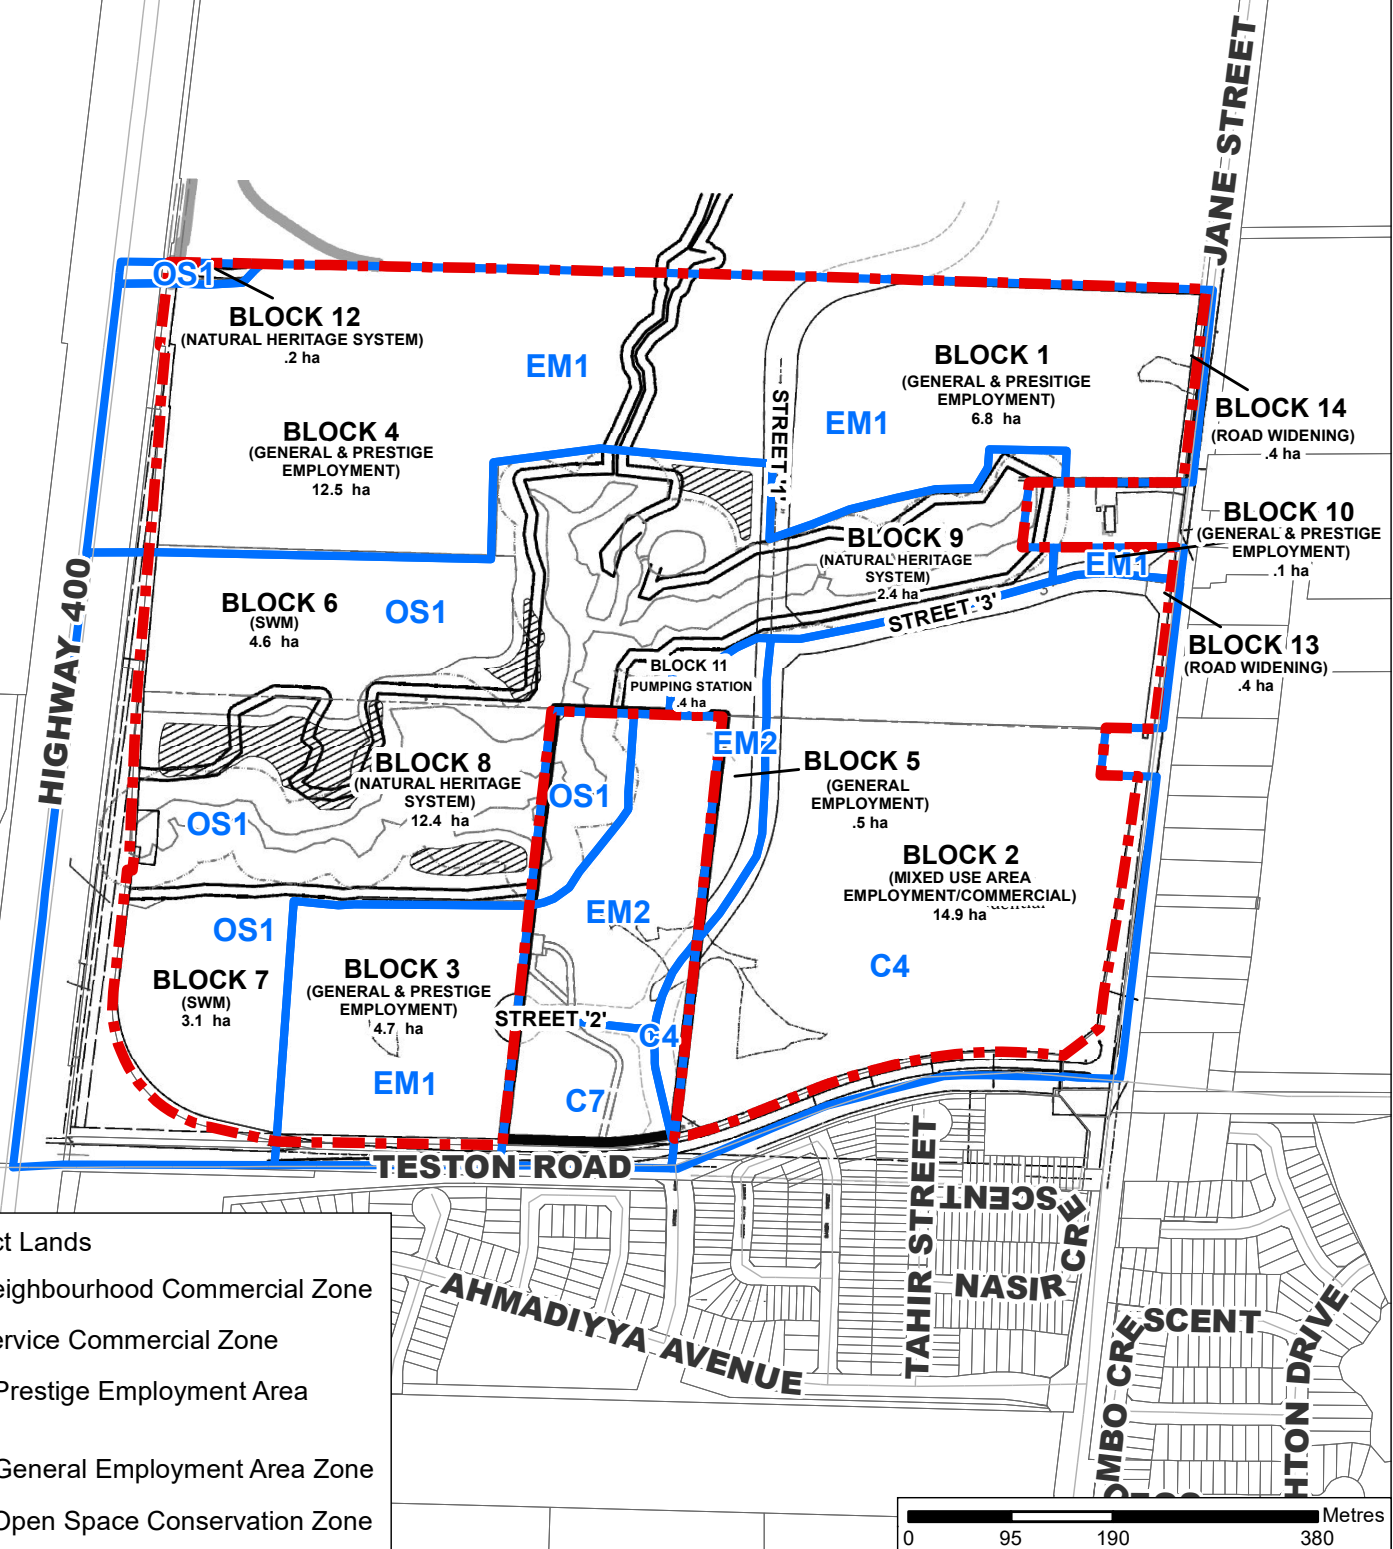 JANE STREET
OS1
BLOCK 12
(NATURAL HERITAGE SYSTEM)
.2 ha
EM1
BLOCK 1
(GENERAL & PRESITIGE
EMPLOYMENT)
6.8 ha
EM1
STREET '1'
BLOCK 14
(ROAD WIDENING)
.4 ha
BLOCK 4
(GENERAL & PRESTIGE
EMPLOYMENT)
12.5 ha
BLOCK 10
(GENERAL & PRESTIGE
EMPLOYMENT)
.1 ha
BLOCK 9
(NATURAL HERITAGE
SYSTEM)
2.4 ha
EM1
STREET '3'
BLOCK 6
(SWM)
4.6 ha
OS1
BLOCK 13
(ROAD WIDENING)
.4 ha
HIGHWAY 400
BLOCK 11
PUMPING STATION
.4 ha
EM2
BLOCK 5
(GENERAL
EMPLOYMENT)
.5 ha
BLOCK 8
(NATURAL HERITAGE
SYSTEM)
12.4 ha
OS1
OS1
BLOCK 2
(MIXED USE AREA
EMPLOYMENT/COMMERCIAL)
14.9 ha
EM2
OS1
C4
BLOCK 7
(SWM)
3.1 ha
BLOCK 3
(GENERAL & PRESTIGE
EMPLOYMENT)
4.7 ha
STREET '2'
C4
EM1
C7
TESTON ROAD
TAHIR STREET
NASIR CRE
SCENT
AHMADIYYA AVENUE
OMBO CRE
SCENT
HTON DRIVE
ct Lands
eighbourhood Commercial Zone
ervice Commercial Zone
Prestige Employment Area
General Employment Area Zone
Open Space Conservation Zone
Metres
0 95 190 380